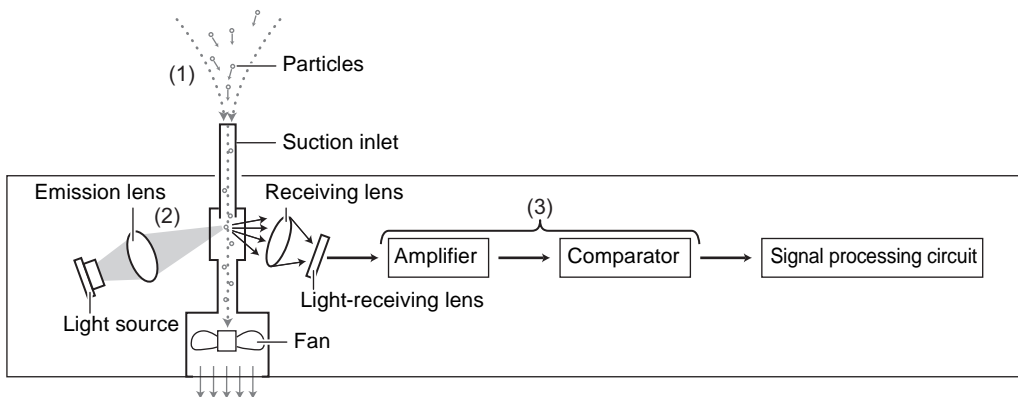 (1)
Particles
Suction inlet
Emission lens
(2)
Receiving lens
(3)
Amplifier
Comparator
Signal processing circuit
Light-receiving lens
Light source
Fan